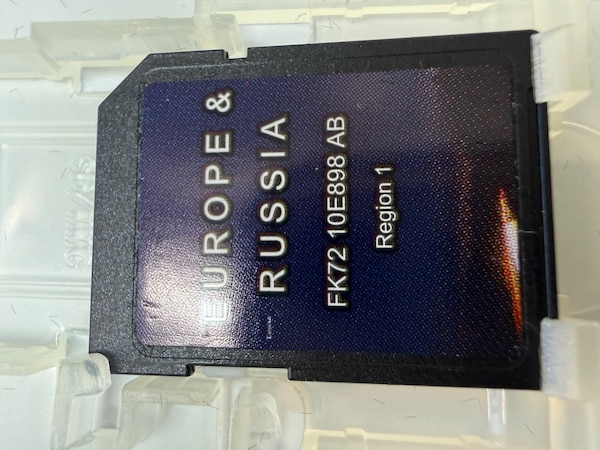 EUROPE &
RUSSIA
FK72 10E898 AB
Region 1